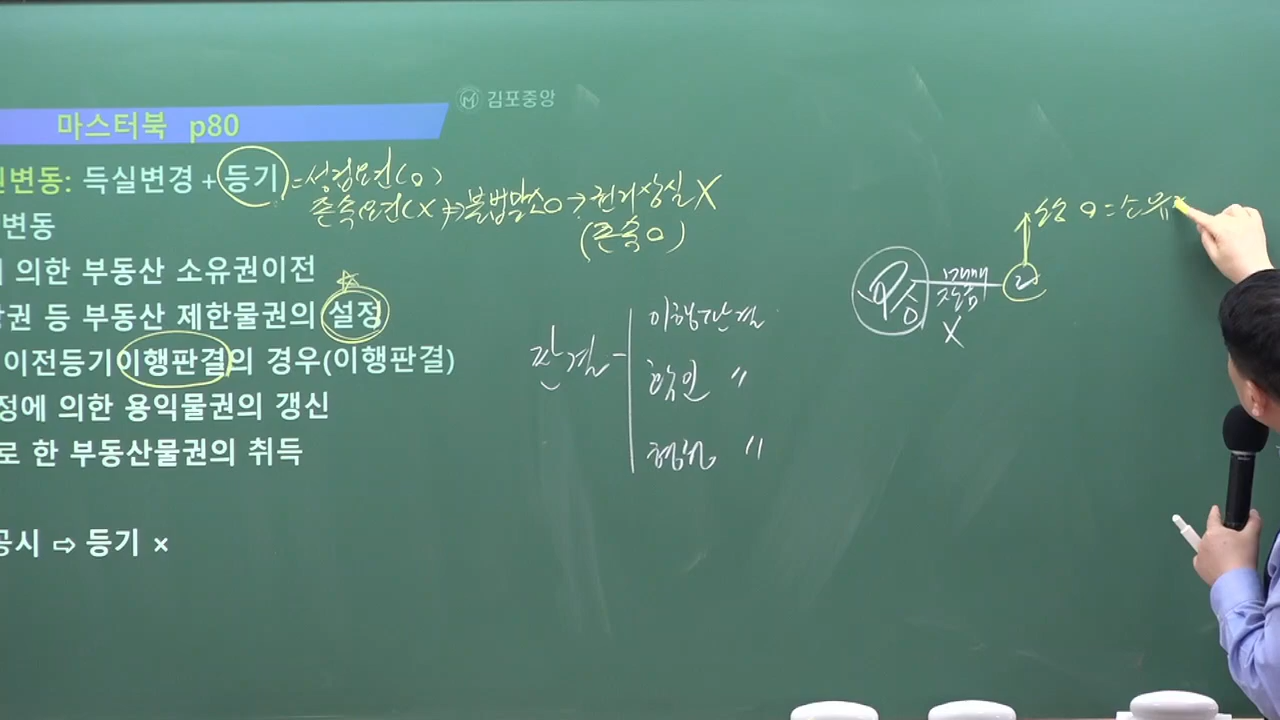 김포중앙
마스터북 p80
변동: 득실변경 + 등기 = 성립요건(O)
존속요건(X ⇒ 불법말소O → 권리상실 X
(존속O)
변동
의한 부동산 소유권이전
권 등 부동산 제한물권의 설정
이전등기이행판결의 경우(이행판결)
정에 의한 용익물권의 갱신
로 한 부동산물권의 취득
공시 ⇨ 등기 ×
판결
이행판결
확인 〃
형성 〃
매매
X